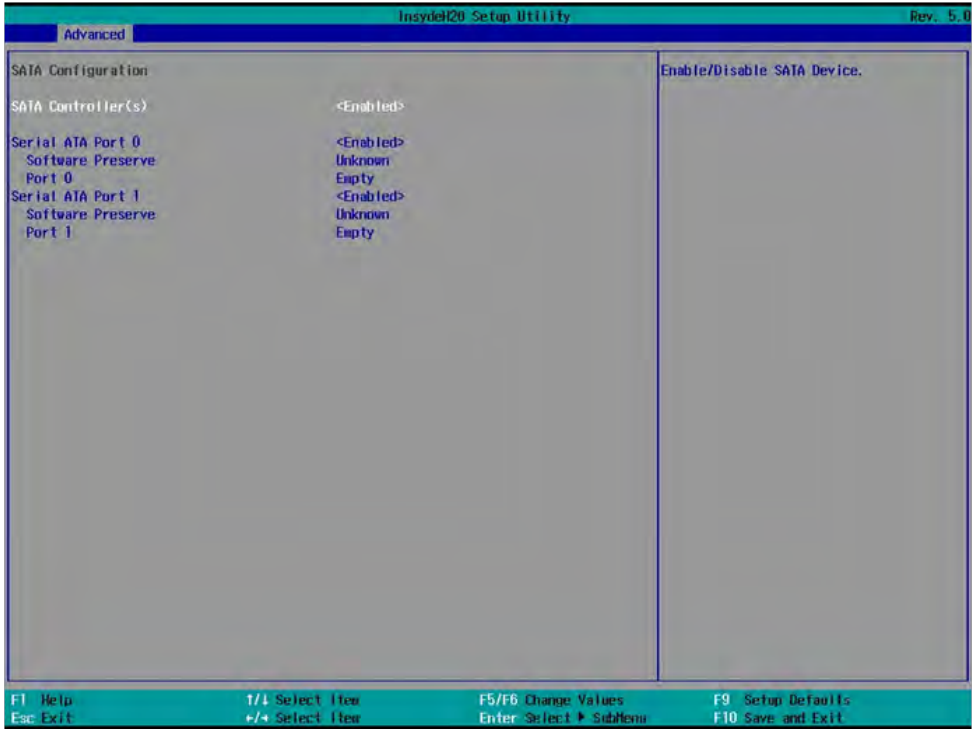 InsydeH20 Setup Utility Rev. 5.0
Advanced
SATA Configuration
Enable/Disable SATA Device.
SATA Controller(s) <Enabled>
Serial ATA Port 0 <Enabled>
Software Preserve Unknown
Port 0 Empty
Serial ATA Port 1 <Enabled>
Software Preserve Unknown
Port 1 Empty
F1 Help ↑/↓ Select Item F5/F6 Change Values F9 Setup Defaults
Esc Exit ←/→ Select Item Enter Select ▶ SubMenu F10 Save and Exit